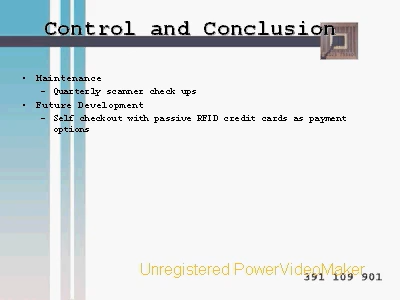 Control and Conclusion
• Maintenance
– Quarterly scanner check ups
• Future Development
– Self checkout with passive RFID credit cards as payment
options
Unregistered PowerVideoMaker
391 109 901